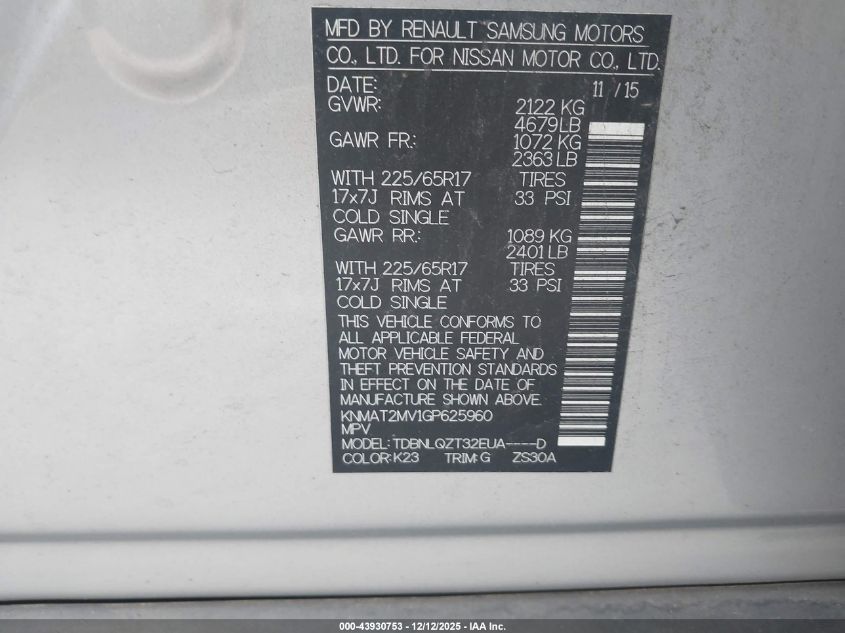 MFD BY RENAULT SAMSUNG MOTORS
CO., LTD. FOR NISSAN MOTOR CO., LTD.
DATE: 11 / 15
GVWR: 2122 KG
4679 LB
GAWR FR.: 1072 KG
2363 LB
WITH 225/65R17 TIRES
17x7J RIMS AT 33 PSI
COLD SINGLE
GAWR RR.: 1089 KG
2401 LB
WITH 225/65R17 TIRES
17x7J RIMS AT 33 PSI
COLD SINGLE
THIS VEHICLE CONFORMS TO
ALL APPLICABLE FEDERAL
MOTOR VEHICLE SAFETY AND
THEFT PREVENTION STANDARDS
IN EFFECT ON THE DATE OF
MANUFACTURE SHOWN ABOVE.
KNMAT2MV1GP625960
MPV
MODEL: TDBNLQZT32EUA----D
COLOR: K23 TRIM: G ZS30A
000-43930753 - 12/12/2025 - IAA Inc.